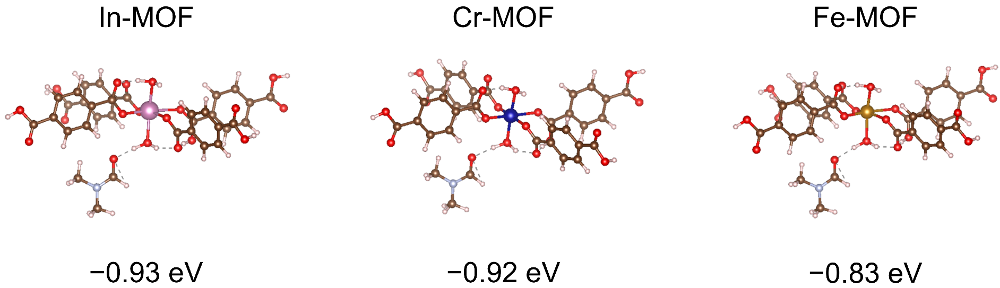 In-MOF Cr-MOF Fe-MOF
−0.93 eV −0.92 eV −0.83 eV